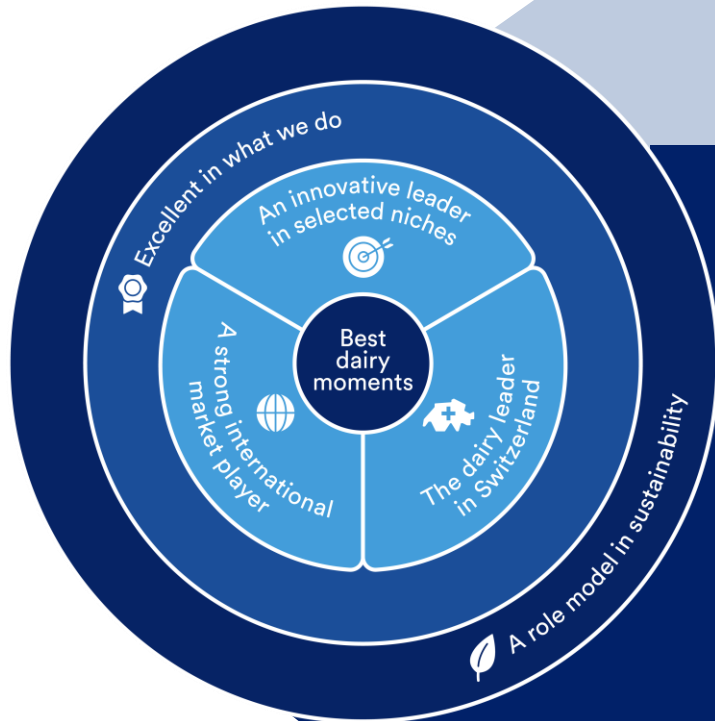 Excellent in what we do
An innovative leader
in selected niches
Best
dairy
moments
A strong international
market player
The dairy leader
in Switzerland
A role model in sustainability